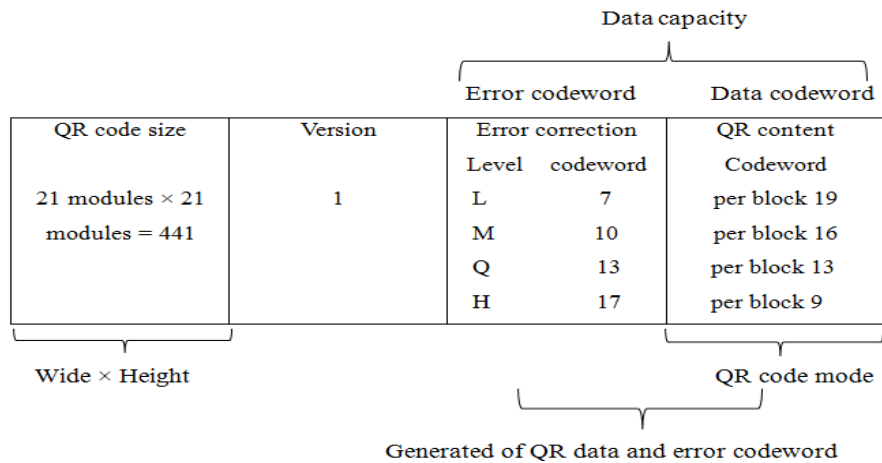 Data capacity
Error codeword Data codeword
QR code size Version Error correction QR content
Level codeword Codeword
21 modules × 21 1 L 7 per block 19
modules = 441 M 10 per block 16
Q 13 per block 13
H 17 per block 9
Wide × Height QR code mode
Generated of QR data and error codeword